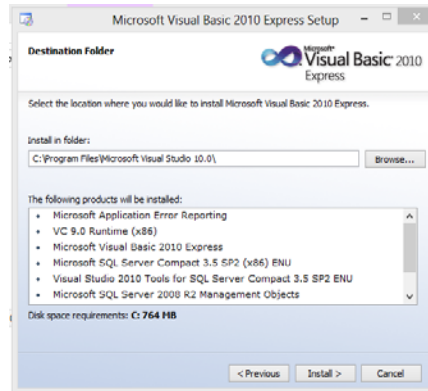 Microsoft Visual Basic 2010 Express Setup
Destination Folder
Microsoft
Visual Basic 2010
Express
Select the location where you would like to install Microsoft Visual Basic 2010 Express.
Install in folder:
C:\Program Files\Microsoft Visual Studio 10.0\
Browse...
The following products will be installed:
• Microsoft Application Error Reporting
• VC 9.0 Runtime (x86)
• Microsoft Visual Basic 2010 Express
• Microsoft SQL Server Compact 3.5 SP2 (x86) ENU
• Visual Studio 2010 Tools for SQL Server Compact 3.5 SP2 ENU
• Microsoft SQL Server 2008 R2 Management Objects
Disk space requirements: C: 764 MB
< Previous
Install >
Cancel